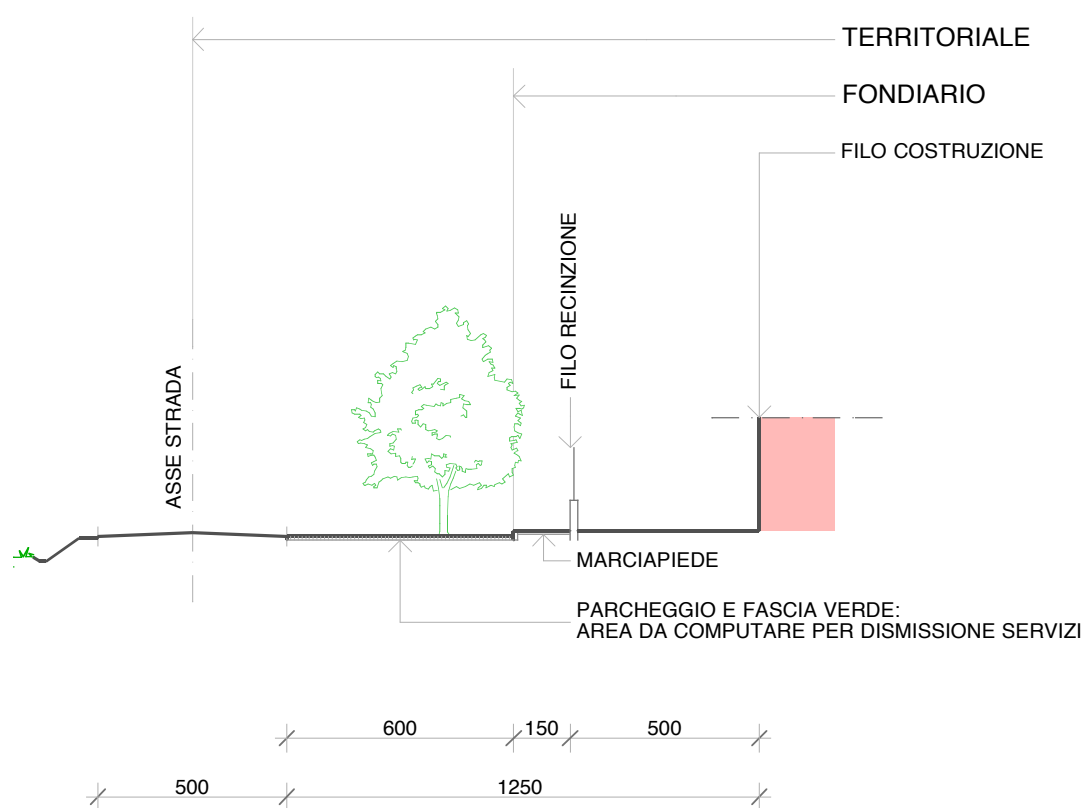 TERRITORIALE
FONDIARIO
FILO COSTRUZIONE
FILO RECINZIONE
ASSE STRADA
MARCIAPIEDE
PARCHEGGIO E FASCIA VERDE:
AREA DA COMPUTARE PER DISMISSIONE SERVIZI
600 150 500
500 1250